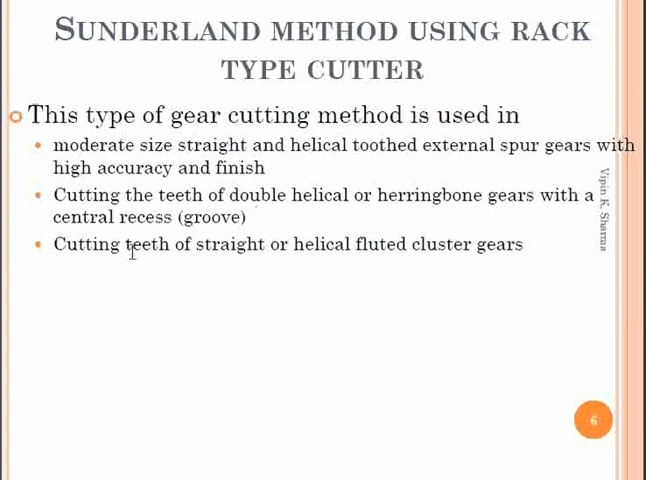 SUNDERLAND METHOD USING RACK
TYPE CUTTER
This type of gear cutting method is used in
moderate size straight and helical toothed external spur gears with
high accuracy and finish
Cutting the teeth of double helical or herringbone gears with a
central recess (groove)
Cutting teeth of straight or helical fluted cluster gears
Vipin K. Sharma
6